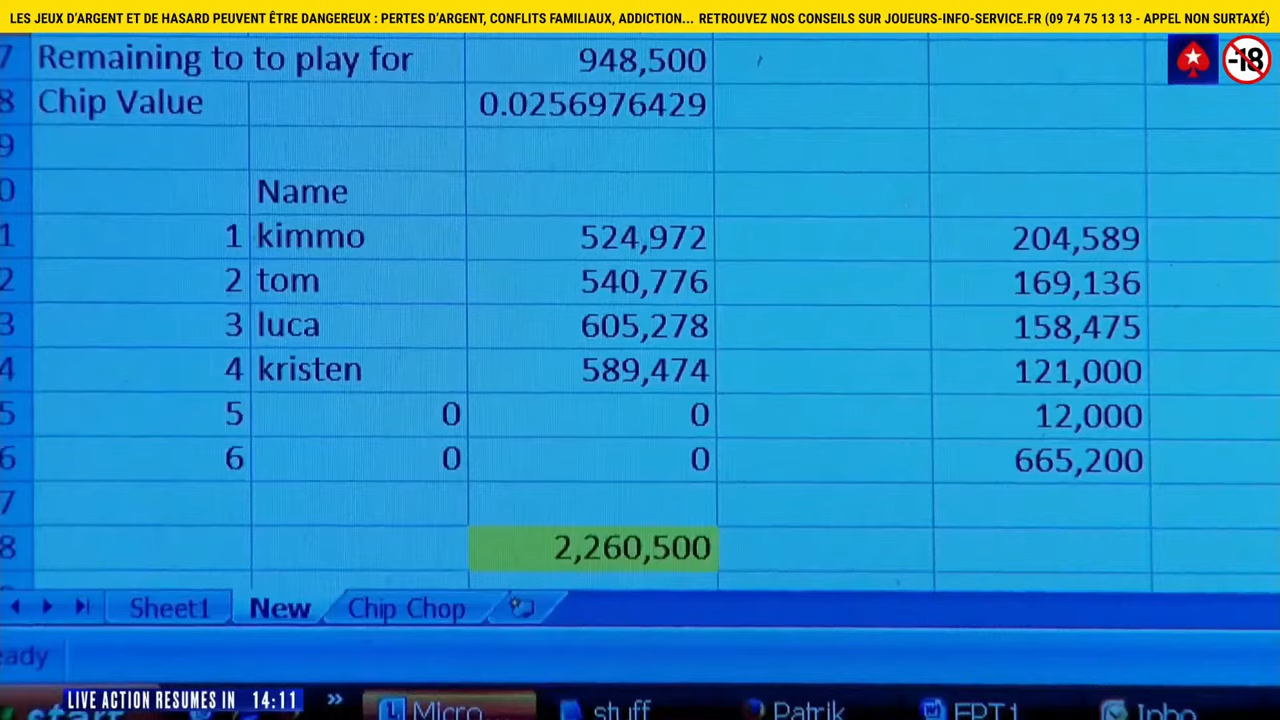 LES JEUX D'ARGENT ET DE HASARD PEUVENT ÊTRE DANGEREUX : PERTES D'ARGENT, CONFLITS FAMILIAUX, ADDICTION... RETROUVEZ NOS CONSEILS SUR JOUEURS-INFO-SERVICE.FR (09 74 75 13 13 - APPEL NON SURTAXÉ)
-18
7 Remaining to to play for 948,500
8 Chip Value 0.0256976429
9
0 Name
1 1 kimmo 524,972 204,589
2 2 tom 540,776 169,136
3 3 luca 605,278 158,475
4 4 kristen 589,474 121,000
5 5 0 0 12,000
6 6 0 0 665,200
7
8 2,260,500
Sheet1 New Chip Chop
eady
LIVE ACTION RESUMES IN 14:11
start Micro... stuff Patrik EPT1 Inbo